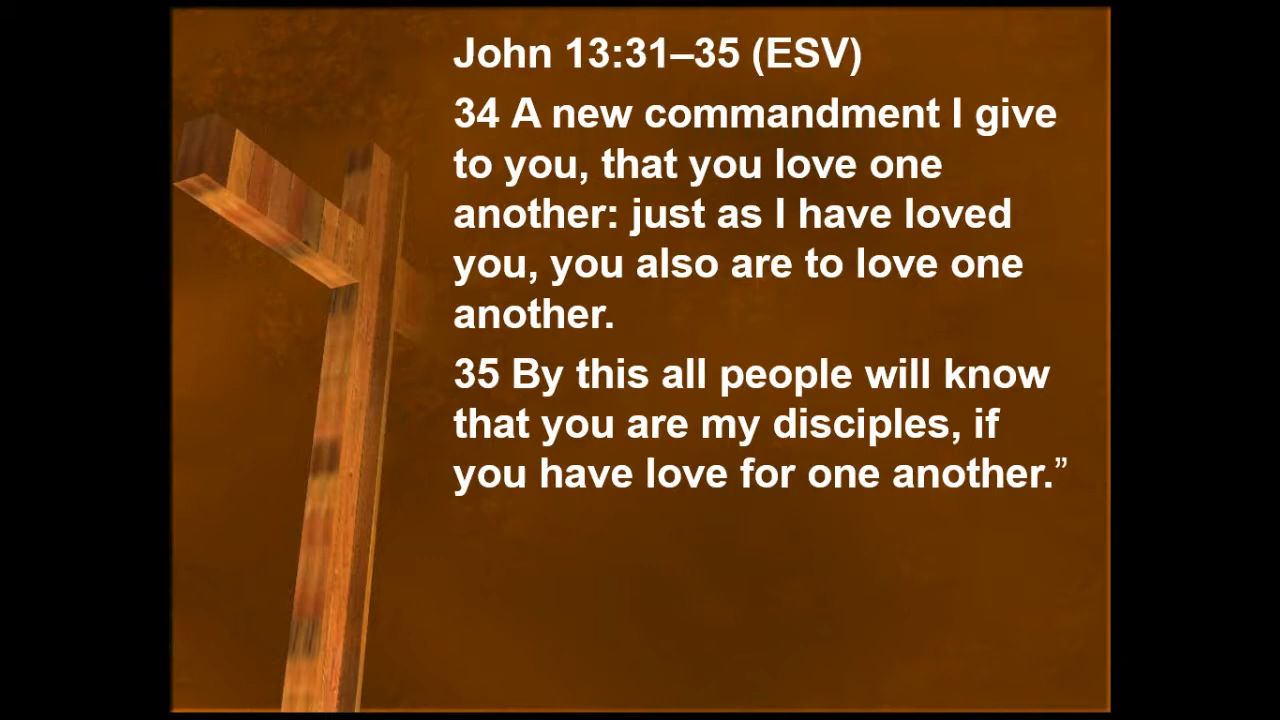 John 13:31–35 (ESV)
34 A new commandment I give
to you, that you love one
another: just as I have loved
you, you also are to love one
another.
35 By this all people will know
that you are my disciples, if
you have love for one another.”